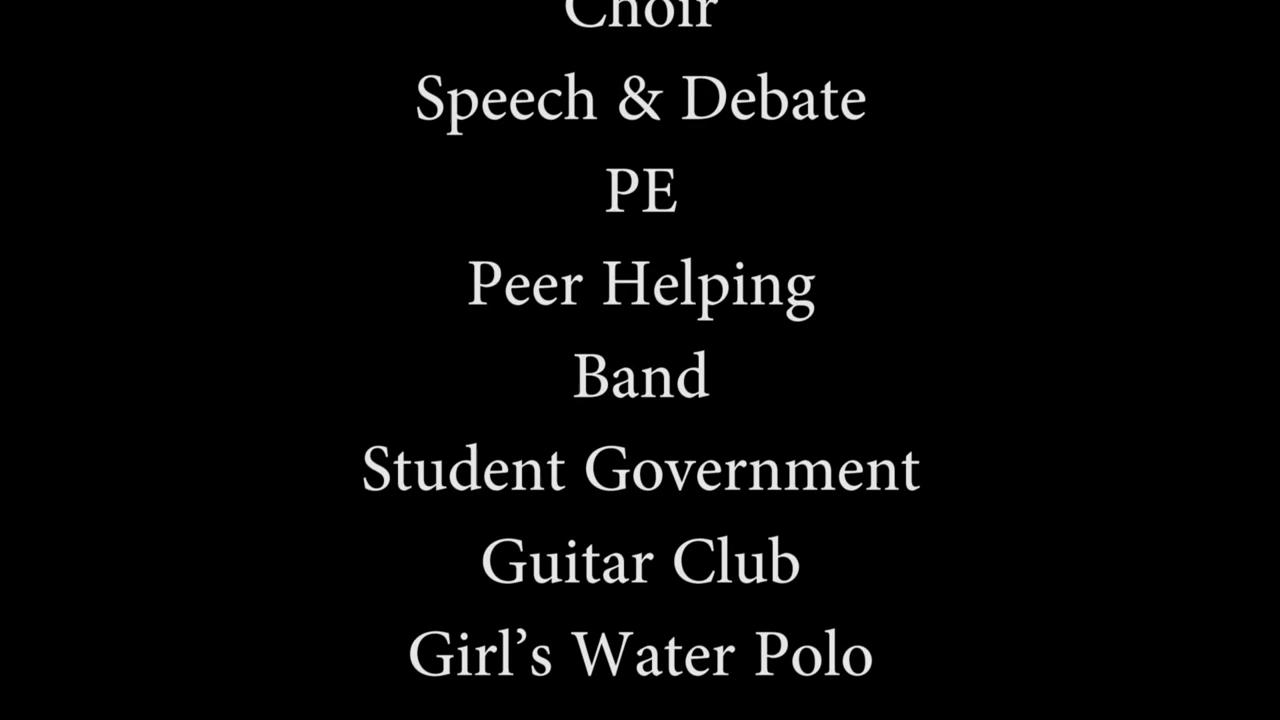 Choir
Speech & Debate
PE
Peer Helping
Band
Student Government
Guitar Club
Girl’s Water Polo